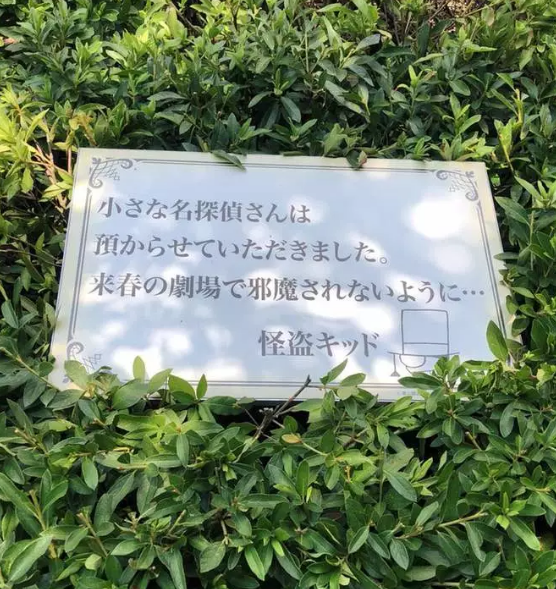 小さな名探偵さんは
預からせていただきました。
来春の劇場で邪魔されないように…
怪盗キッド